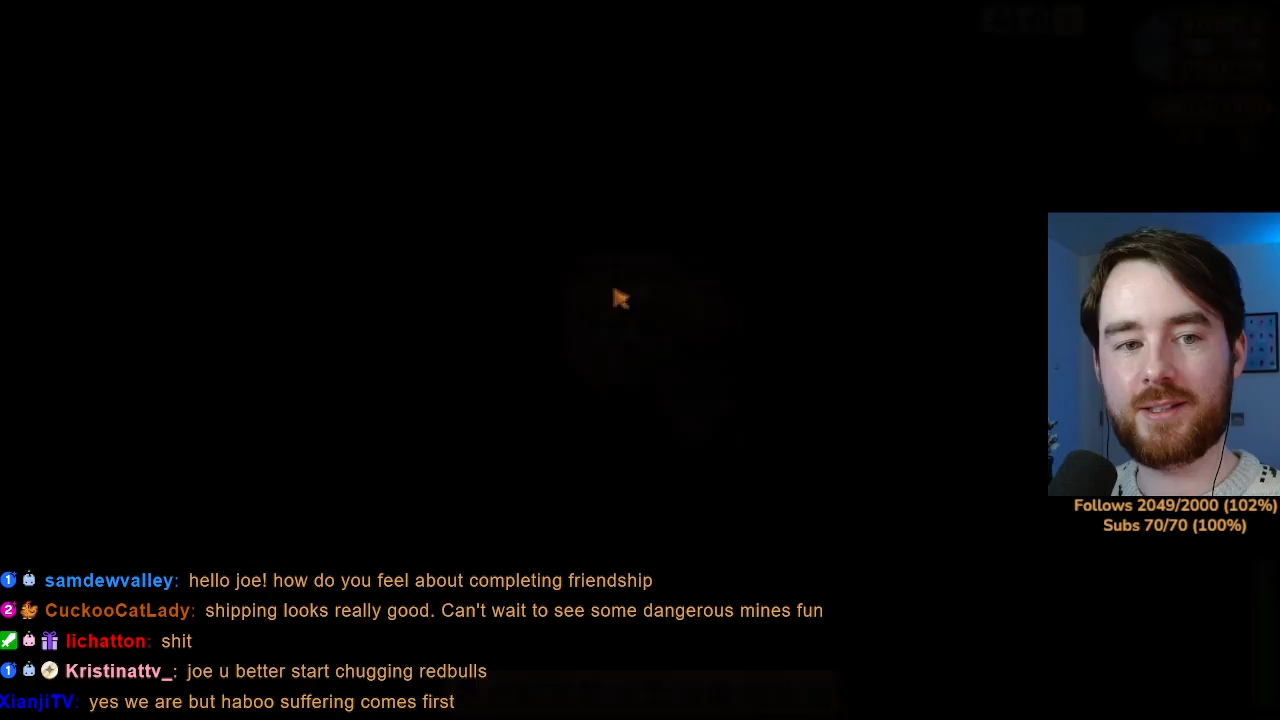 Follows 2049/2000 (102%)
Subs 70/70 (100%)
samdewvalley: hello joe! how do you feel about completing friendship
CuckooCatLady: shipping looks really good. Can't wait to see some dangerous mines fun
lichatton: shit
Kristinattv_: joe u better start chugging redbulls
XianjiTV: yes we are but haboo suffering comes first